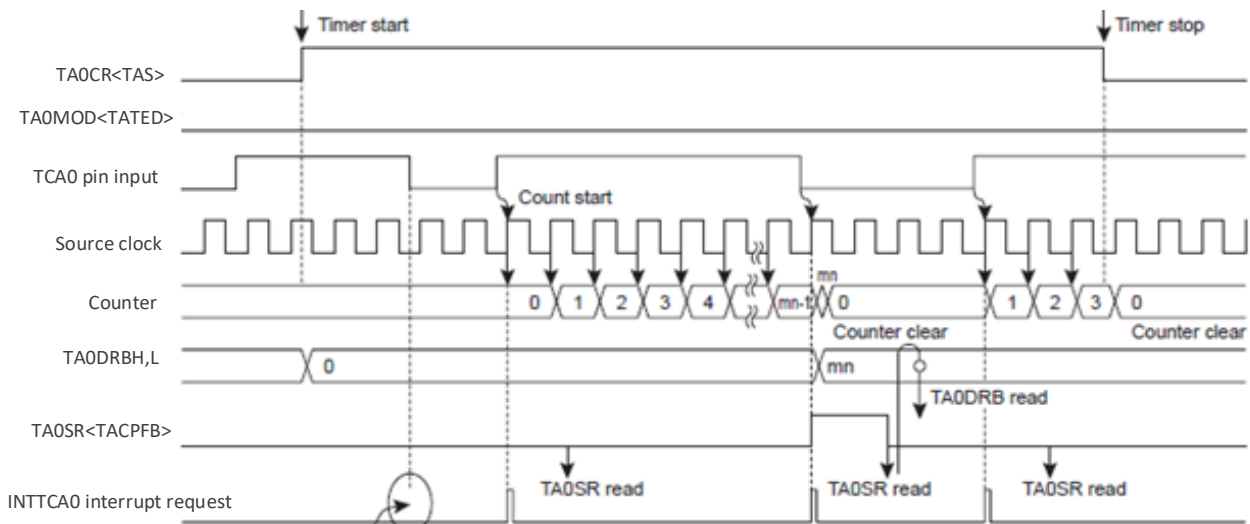 Timer start
Timer stop
TA0CR<TAS>
TA0MOD<TATED>
TCA0 pin input
Count start
Source clock
mn
Counter 0 1 2 3 4 mn-1 0 1 2 3 0
Counter clear Counter clear
TA0DRBH,L 0 mn
TA0DRB read
TA0SR<TACPFB>
TA0SR read TA0SR read TA0SR read
INTTCA0 interrupt request